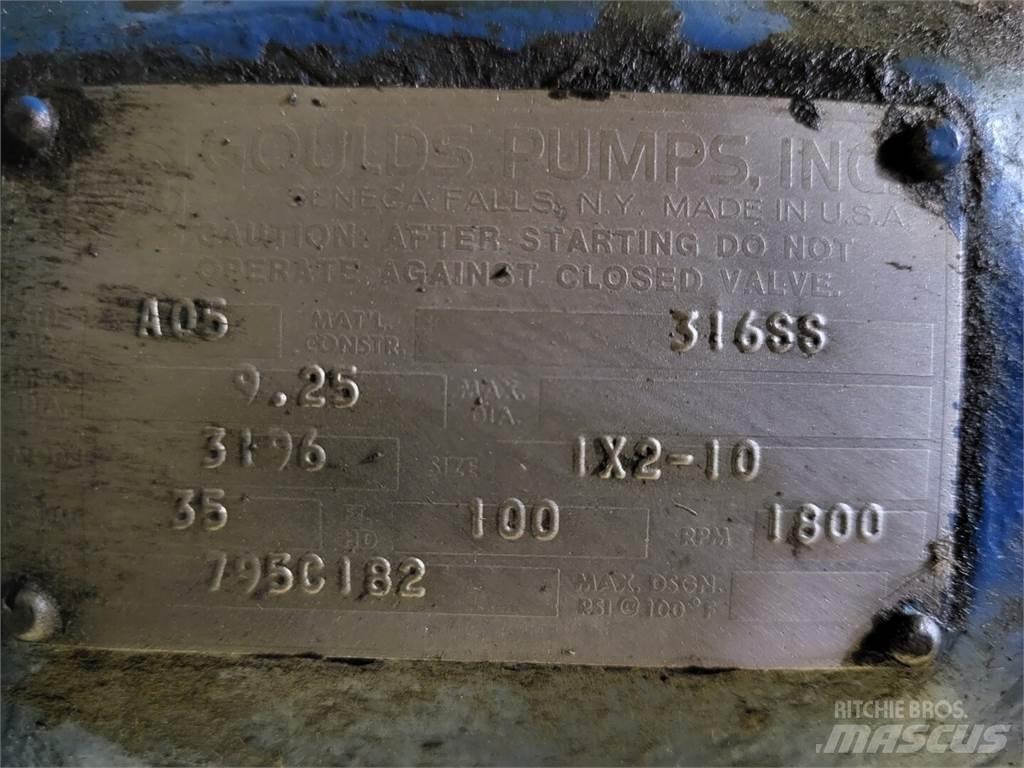 GOULDS PUMPS, INC.
SENECA FALLS, N.Y. MADE IN U.S.A.
CAUTION: AFTER STARTING DO NOT
OPERATE AGAINST CLOSED VALVE.
A05 MAT'L. CONSTR. 316SS
DIA. 9.25 MAX. DIA.
3196 SIZE 1X2-10
35 HD 100 RPM 1800
795C182 MAX. DSGN. PSI @ 100°F
RITCHIE BROS.
MASCUS